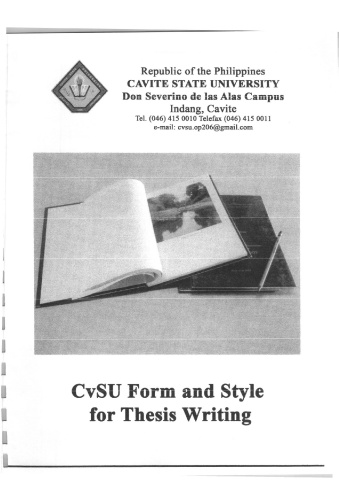 Republic of the Philippines
CAVITE STATE UNIVERSITY
Don Severino de las Alas Campus
Indang, Cavite
Tel. (046) 415 0010 Telefax (046) 415 0011
e-mail: cvsu.op206@gmail.com
CvSU Form and Style
for Thesis Writing